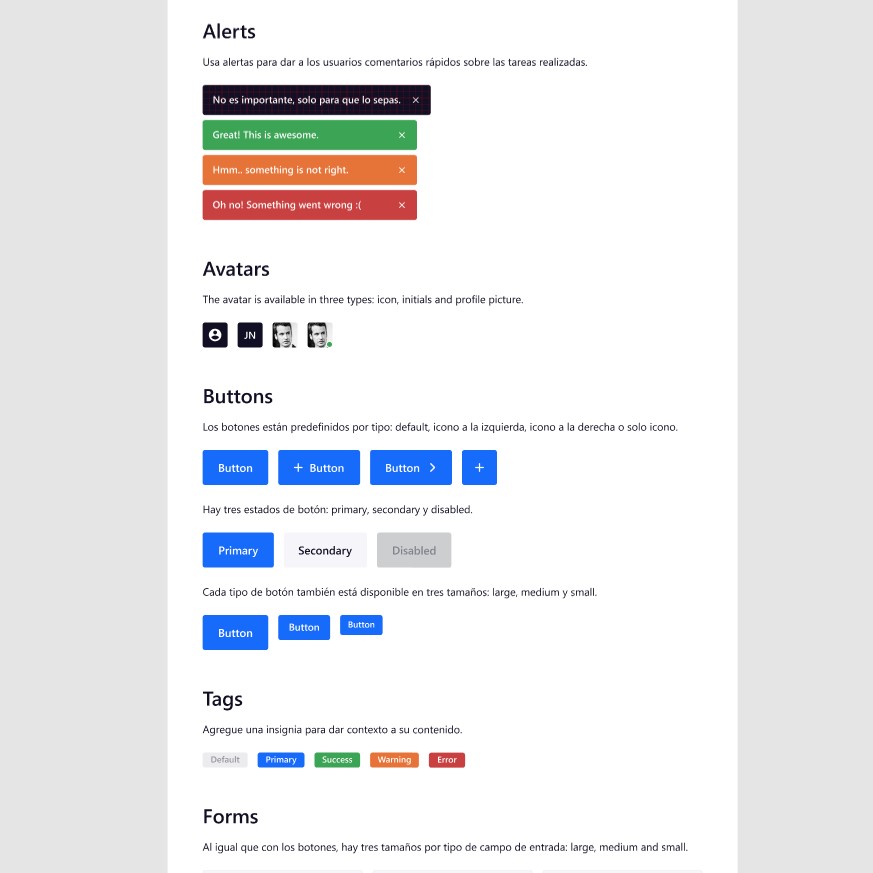 Alerts
Usa alertas para dar a los usuarios comentarios rápidos sobre las tareas realizadas.
No es importante, solo para que lo sepas.
Great! This is awesome.
Hmm.. something is not right.
Oh no! Something went wrong :(
Avatars
The avatar is available in three types: icon, initials and profile picture.
JN
Buttons
Los botones están predefinidos por tipo: default, icono a la izquierda, icono a la derecha o solo icono.
Button + Button Button > +
Hay tres estados de botón: primary, secondary y disabled.
Primary Secondary Disabled
Cada tipo de botón también está disponible en tres tamaños: large, medium y small.
Button Button Button
Tags
Agregue una insignia para dar contexto a su contenido.
Default Primary Success Warning Error
Forms
Al igual que con los botones, hay tres tamaños por tipo de campo de entrada: large, medium and small.